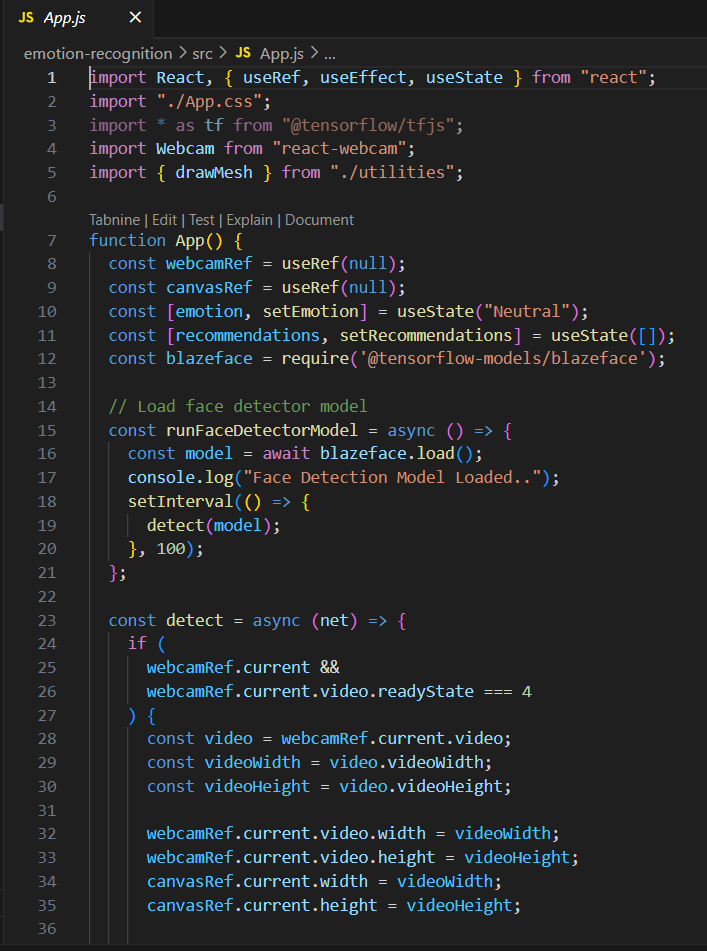 JS App.js ×
emotion-recognition > src > JS App.js > ...
1 import React, { useRef, useEffect, useState } from "react";
2 import "./App.css";
3 import * as tf from "@tensorflow/tfjs";
4 import Webcam from "react-webcam";
5 import { drawMesh } from "./utilities";
6
Tabnine | Edit | Test | Explain | Document
7 function App() {
8   const webcamRef = useRef(null);
9   const canvasRef = useRef(null);
10   const [emotion, setEmotion] = useState("Neutral");
11   const [recommendations, setRecommendations] = useState([]);
12   const blazeface = require('@tensorflow-models/blazeface');
13
14   // Load face detector model
15   const runFaceDetectorModel = async () => {
16     const model = await blazeface.load();
17     console.log("Face Detection Model Loaded..");
18     setInterval(() => {
19       detect(model);
20     }, 100);
21   };
22
23   const detect = async (net) => {
24     if (
25       webcamRef.current &&
26       webcamRef.current.video.readyState === 4
27     ) {
28       const video = webcamRef.current.video;
29       const videoWidth = video.videoWidth;
30       const videoHeight = video.videoHeight;
31
32       webcamRef.current.video.width = videoWidth;
33       webcamRef.current.video.height = videoHeight;
34       canvasRef.current.width = videoWidth;
35       canvasRef.current.height = videoHeight;
36